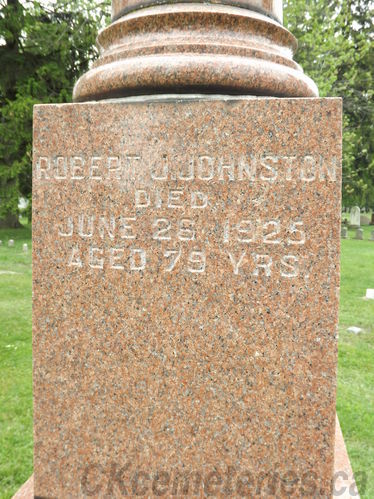 ROBERT J. JOHNSTON
DIED
JUNE 26, 1925
AGED 79 YRS.
CKcemeteries.ca